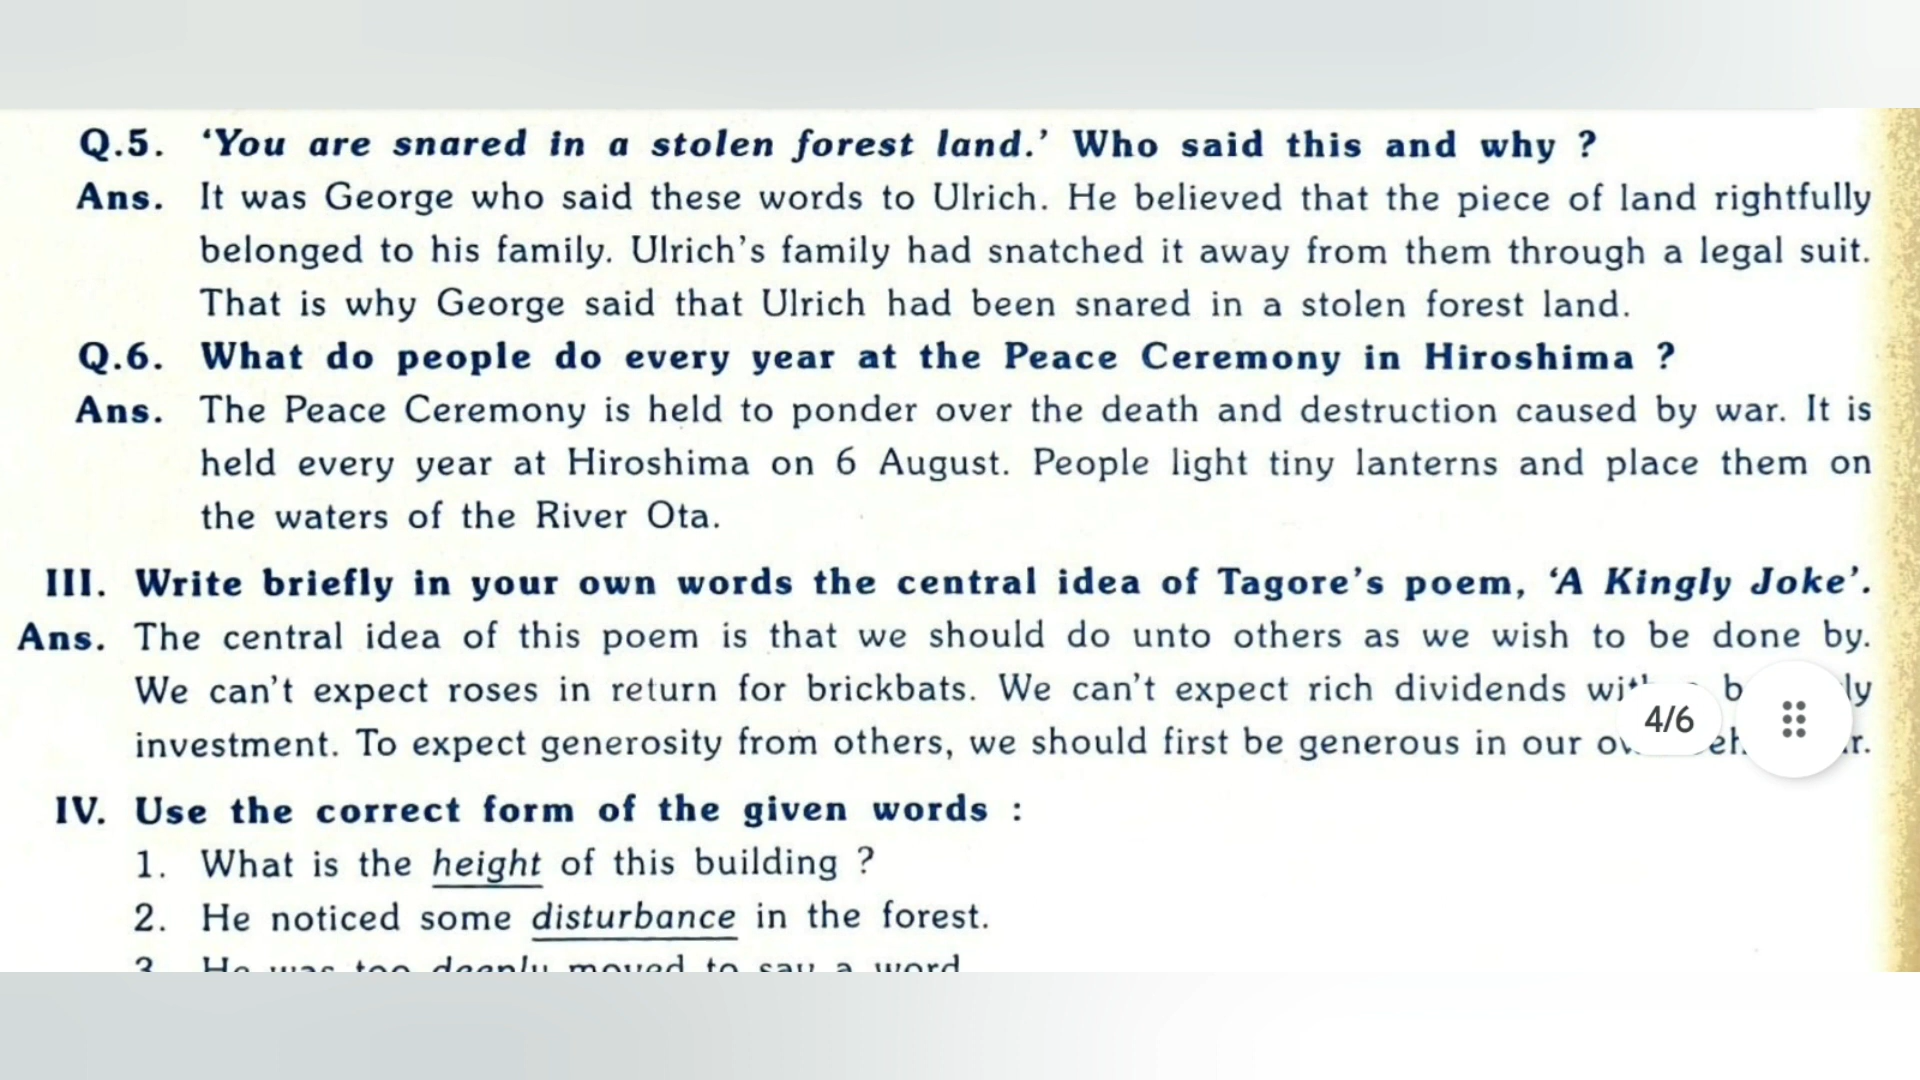 Q.5. ‘You are snared in a stolen forest land.’ Who said this and why ?
Ans. It was George who said these words to Ulrich. He believed that the piece of land rightfully
belonged to his family. Ulrich’s family had snatched it away from them through a legal suit.
That is why George said that Ulrich had been snared in a stolen forest land.
Q.6. What do people do every year at the Peace Ceremony in Hiroshima ?
Ans. The Peace Ceremony is held to ponder over the death and destruction caused by war. It is
held every year at Hiroshima on 6 August. People light tiny lanterns and place them on
the waters of the River Ota.
III. Write briefly in your own words the central idea of Tagore’s poem, ‘A Kingly Joke’.
Ans. The central idea of this poem is that we should do unto others as we wish to be done by.
We can’t expect roses in return for brickbats. We can’t expect rich dividends
4/6
investment. To expect generosity from others, we should first be generous in our
IV. Use the correct form of the given words :
1. What is the height of this building ?
2. He noticed some disturbance in the forest.
3 He was too deeply moved to say a word